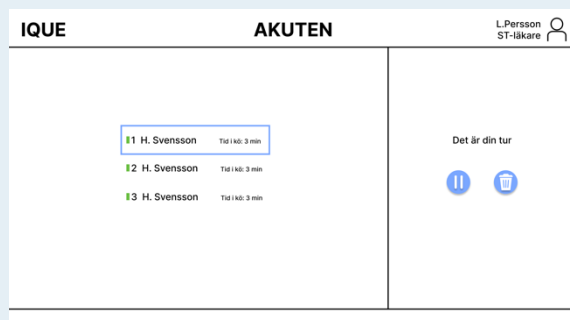 IQUE
AKUTEN
L.Persson
ST-läkare
1 H. Svensson Tid i kö: 3 min
2 H. Svensson Tid i kö: 3 min
3 H. Svensson Tid i kö: 3 min
Det är din tur